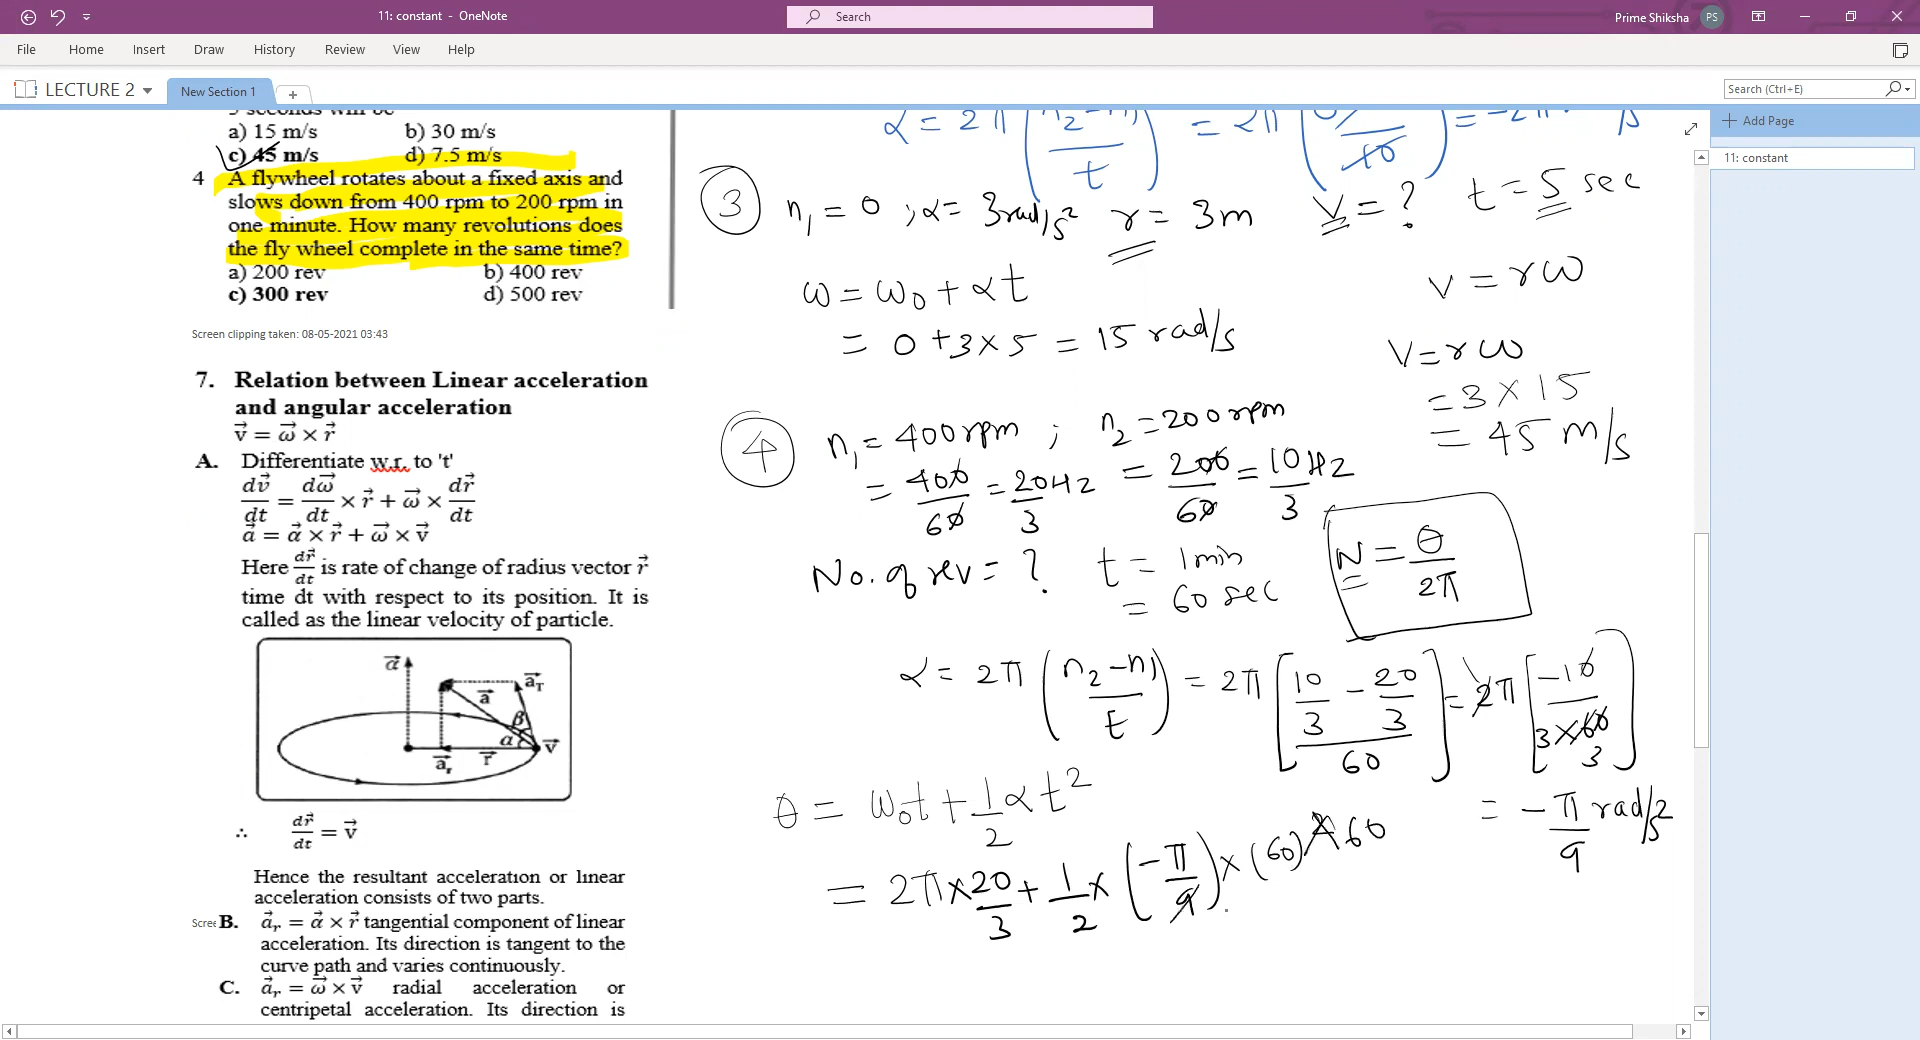 11: constant - OneNote
Search
Prime Shiksha PS
File Home Insert Draw History Review View Help
LECTURE 2
New Section 1
Search (Ctrl+E)
Add Page
11: constant
a) 15 m/s b) 30 m/s
c) 45 m/s d) 7.5 m/s
4 A flywheel rotates about a fixed axis and
slows down from 400 rpm to 200 rpm in
one minute. How many revolutions does
the fly wheel complete in the same time?
a) 200 rev b) 400 rev
c) 300 rev d) 500 rev
Screen clipping taken: 08-05-2021 03:43
7. Relation between Linear acceleration
and angular acceleration
v⃗ = ω⃗ × r⃗
A. Differentiate w.r. to 't'
dv⃗/dt = dω⃗/dt × r⃗ + ω⃗ × dr⃗/dt
a⃗ = α⃗ × r⃗ + ω⃗ × v⃗
Here dr⃗/dt is rate of change of radius vector r⃗
time dt with respect to its position. It is
called as the linear velocity of particle.
α⃗
a⃗T
a⃗
β
α
v⃗
a⃗r
r⃗
∴ dr⃗/dt = v⃗
Hence the resultant acceleration or linear
acceleration consists of two parts.
Scree B. a⃗r = α⃗ × r⃗ tangential component of linear
acceleration. Its direction is tangent to the
curve path and varies continuously.
C. a⃗r = ω⃗ × v⃗ radial acceleration or
centripetal acceleration. Its direction is
3 n1 = 0 ; α = 3rad/s² r = 3m v = ? t = 5 sec
ω = ω0 + αt
= 0 + 3 × 5 = 15 rad/s
v = rω
V = rω
= 3 × 15
= 45 m/s
4 n1 = 400 rpm ; n2 = 200 rpm
= 400/60 = 20/3 Hz = 200/60 = 10/3 Hz
No. of rev = ? t = 1 min
= 60 sec
N = θ/2π
α = 2π (n2 - n1/t) = 2π [10/3 - 20/3 / 60] = 2π [-10/3×60 3]
= -π/9 rad/s²
θ = ω0t + 1/2 αt²
= 2π × 20/3 + 1/2 × (-π/9) × (60) × 60